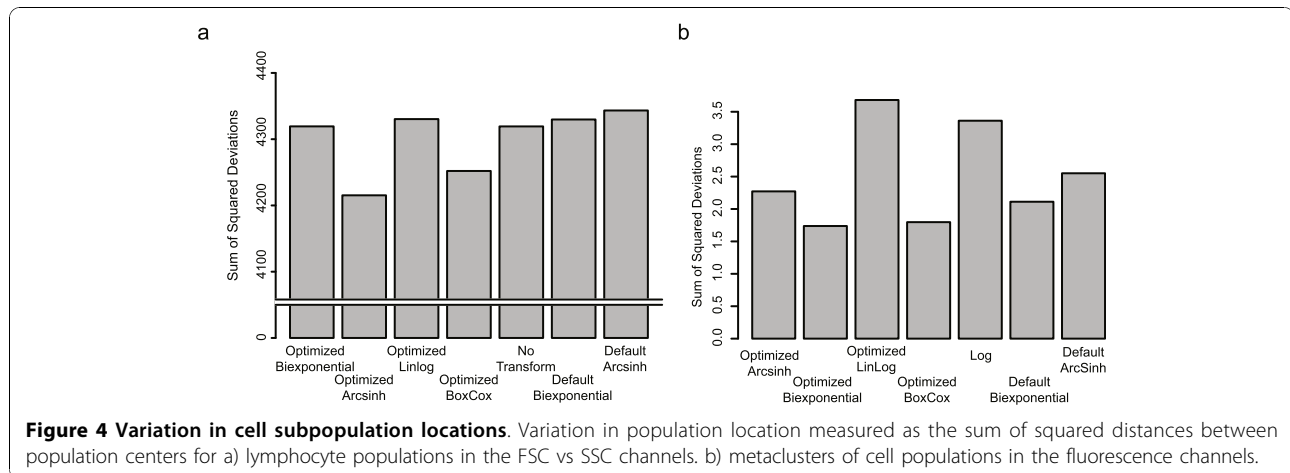 a
Sum of Squared Deviations
4400
4300
4200
4100
0
Optimized Biexponential
Optimized Arcsinh
Optimized Linlog
Optimized BoxCox
No Transform
Default Biexponential
Default Arcsinh
b
Sum of Squared Deviations
3.5
3.0
2.5
2.0
1.5
1.0
0.5
0.0
Optimized Arcsinh
Optimized Biexponential
Optimized LinLog
Optimized BoxCox
Log
Default Biexponential
Default ArcSinh
Figure 4 Variation in cell subpopulation locations. Variation in population location measured as the sum of squared distances between
population centers for a) lymphocyte populations in the FSC vs SSC channels. b) metaclusters of cell populations in the fluorescence channels.